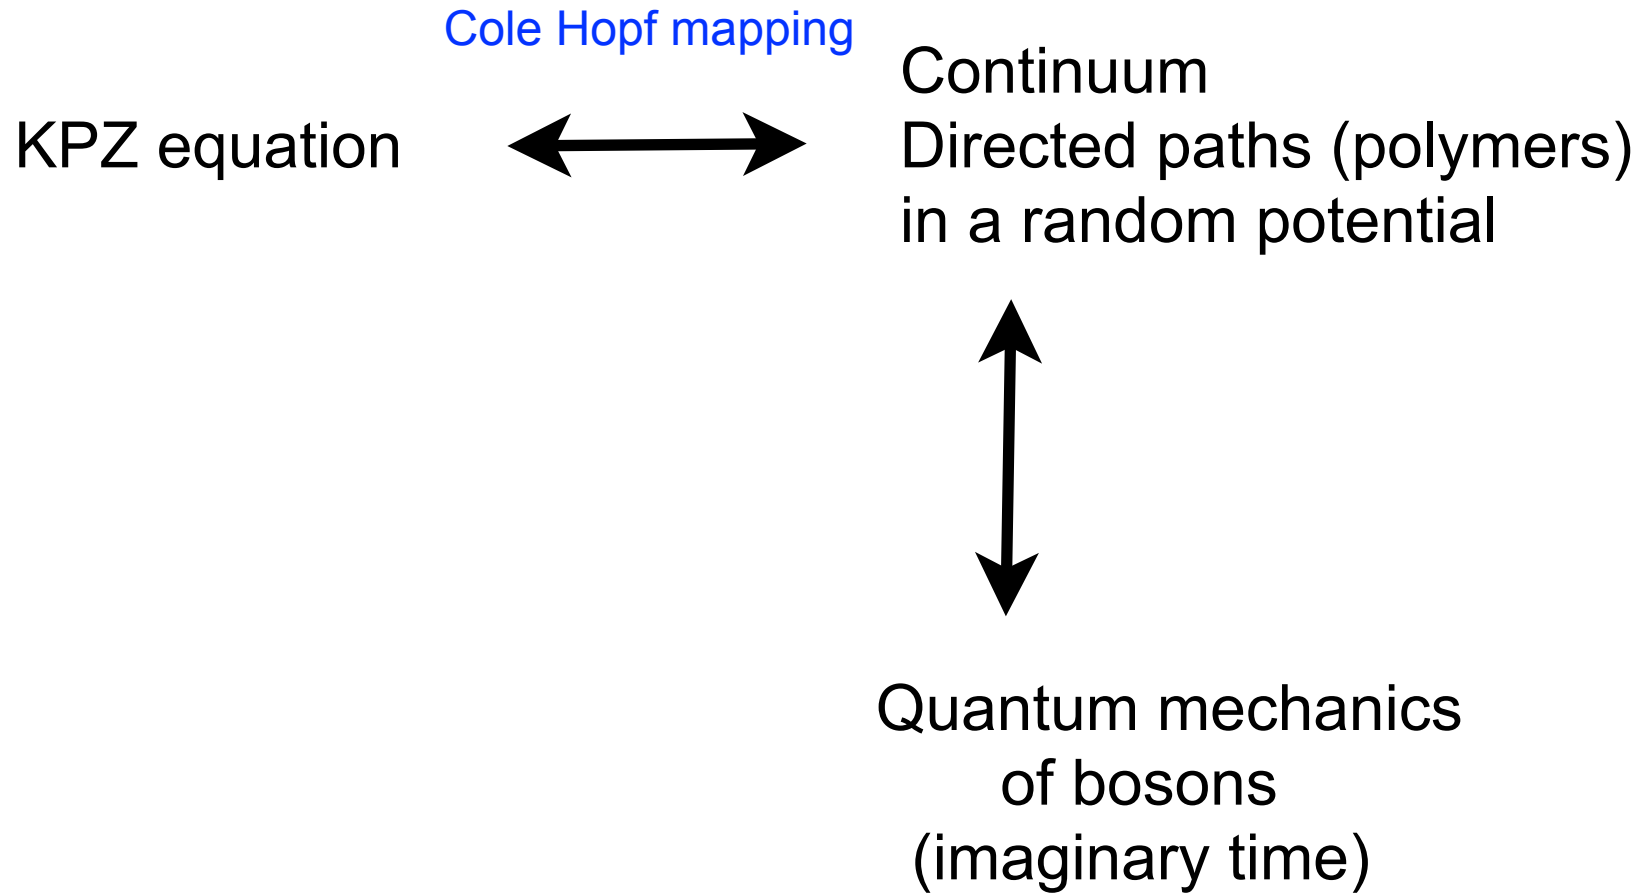 Cole Hopf mapping
KPZ equation
Continuum
Directed paths (polymers)
in a random potential
Quantum mechanics
of bosons
(imaginary time)